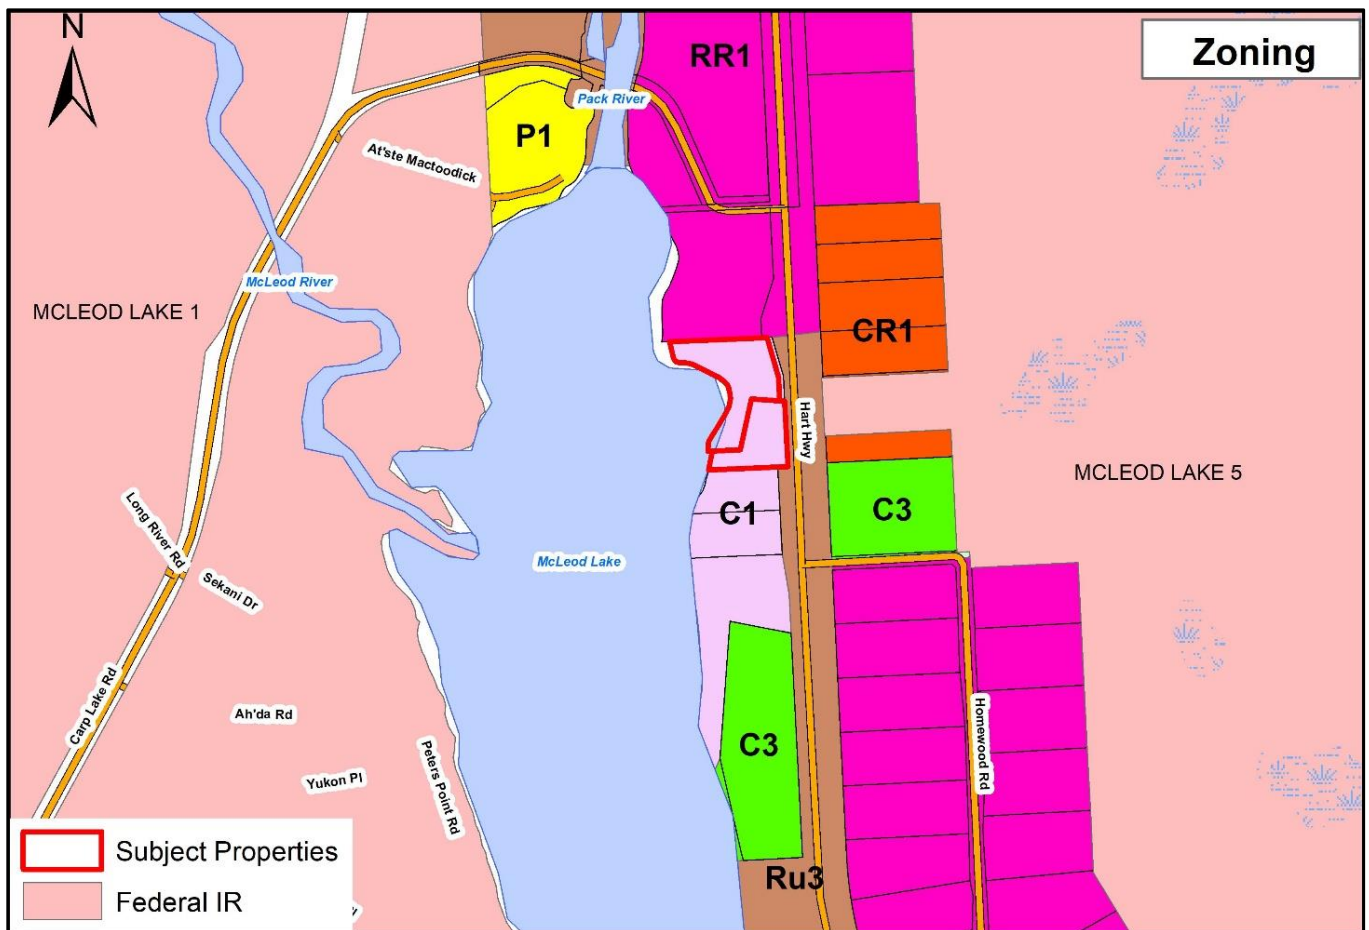 N
Zoning
RR1
Pack River
P1
At'ste Mactoodick
McLeod River
MCLEOD LAKE 1
CR1
Hart Hwy
MCLEOD LAKE 5
C3
C1
Long River Rd
McLeod Lake
Sekani Dr
Carp Lake Rd
Ah'da Rd
C3
Homewood Rd
Peters Point Rd
Yukon Pl
Ru3
Subject Properties
Federal IR